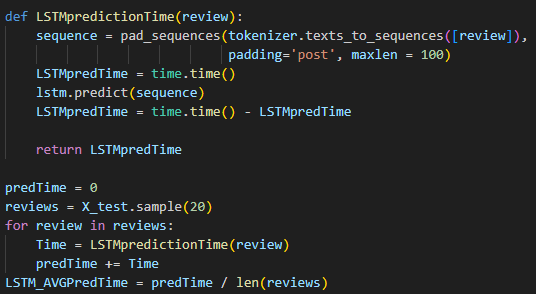 def LSTMpredictionTime(review):
    sequence = pad_sequences(tokenizer.texts_to_sequences([review]),
                             padding='post', maxlen = 100)
    LSTMpredTime = time.time()
    lstm.predict(sequence)
    LSTMpredTime = time.time() - LSTMpredTime

    return LSTMpredTime

predTime = 0
reviews = X_test.sample(20)
for review in reviews:
    Time = LSTMpredictionTime(review)
    predTime += Time
LSTM_AVGPredTime = predTime / len(reviews)